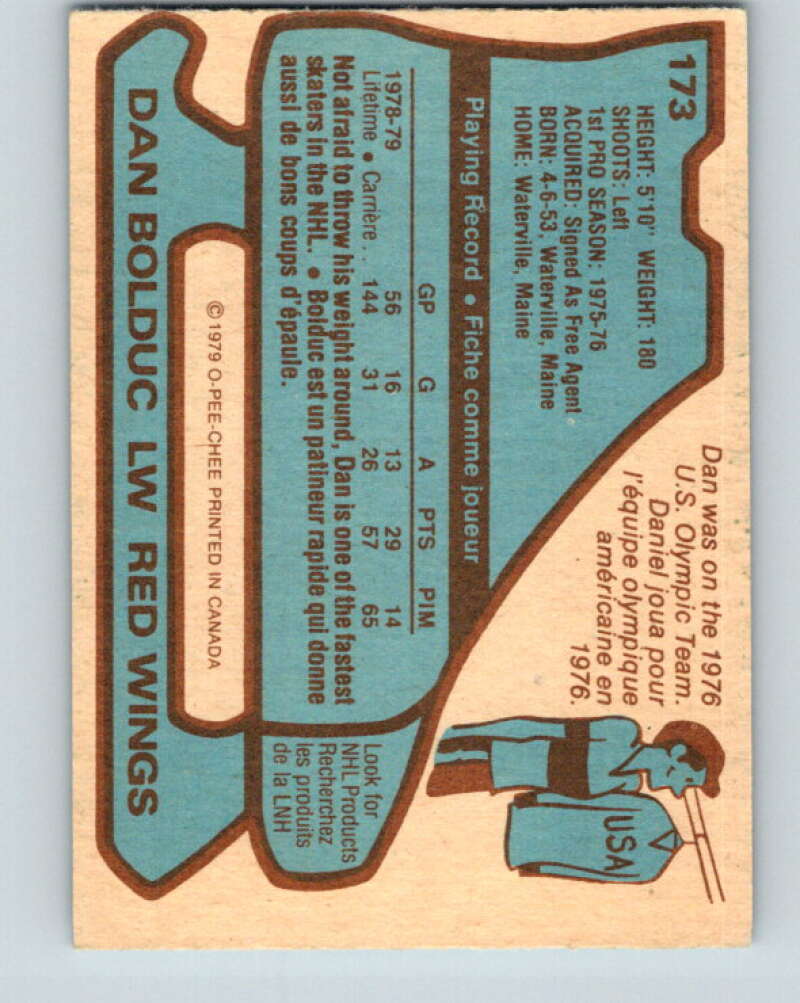 173
HEIGHT: 5'10" WEIGHT: 180
SHOOTS: Left
1st PRO SEASON: 1975-76
ACQUIRED: Signed As Free Agent
BORN: 4-6-53, Waterville, Maine
HOME: Waterville, Maine
Dan was on the 1976
U.S. Olympic Team.
Daniel joua pour
l'équipe olympique
américaine en
1976.
USA
Playing Record • Fiche comme joueur
GP G A PTS PIM
1978-79 56 16 13 29 14
Lifetime • Carrière . . 144 31 26 57 65
Not afraid to throw his weight around, Dan is one of the fastest
skaters in the NHL. • Bolduc est un patineur rapide qui donne
aussi de bons coups d'épaule.
Look for
NHL Products
Recherchez
les produits
de la LNH
© 1979 O-PEE-CHEE PRINTED IN CANADA
DAN BOLDUC LW RED WINGS